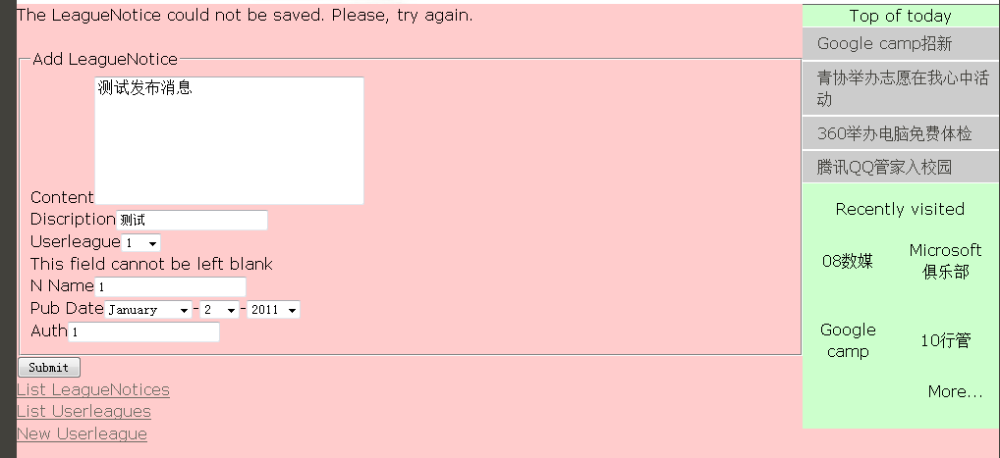 The LeagueNotice could not be saved. Please, try again.
Add LeagueNotice
测试发布消息
Content
Discription 测试
Userleague 1
This field cannot be left blank
N Name 1
Pub Date January - 2 - 2011
Auth 1
Submit
List LeagueNotices
List Userleagues
New Userleague
Top of today
Google camp招新
青协举办志愿在我心中活
动
360举办电脑免费体检
腾讯QQ管家入校园
Recently visited
08数媒
Microsoft
俱乐部
Google
camp
10行管
More...